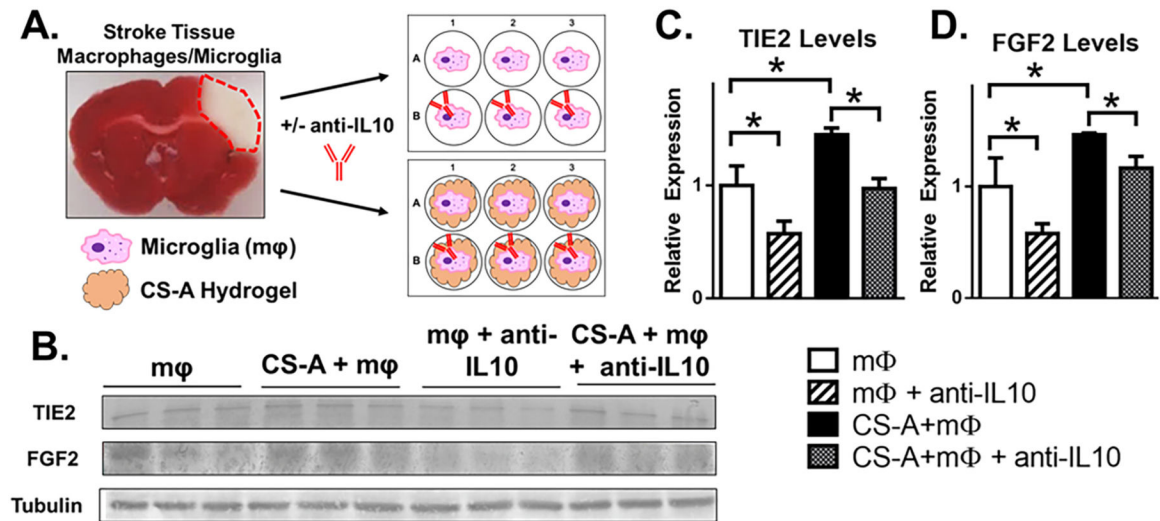 A.
Stroke Tissue
Macrophages/Microglia
+/- anti-IL10
Microglia (mφ)
CS-A Hydrogel
1 2 3
A
B
1 2 3
A
B
B.
mφ
CS-A + mφ
mφ + anti-
IL10
CS-A + mφ
+ anti-IL10
TIE2
FGF2
Tubulin
C.
TIE2 Levels
Relative Expression
1
0
*
*
*
D.
FGF2 Levels
Relative Expression
1
0
*
*
*
mΦ
mΦ + anti-IL10
CS-A+mΦ
CS-A+mΦ + anti-IL10